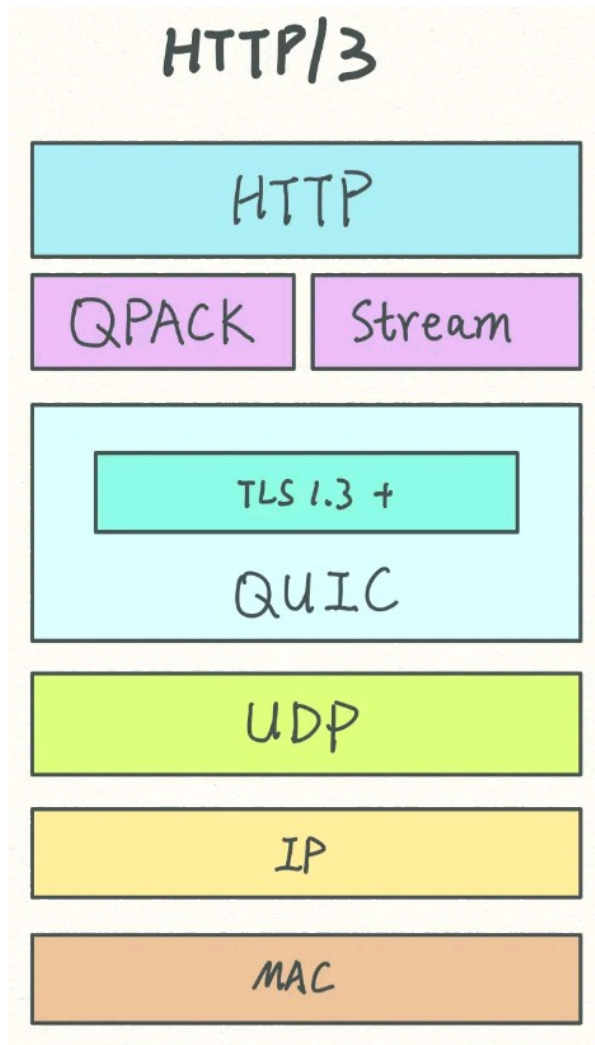 HTTP/3
HTTP
QPACK Stream
TLS 1.3 +
QUIC
UDP
IP
MAC